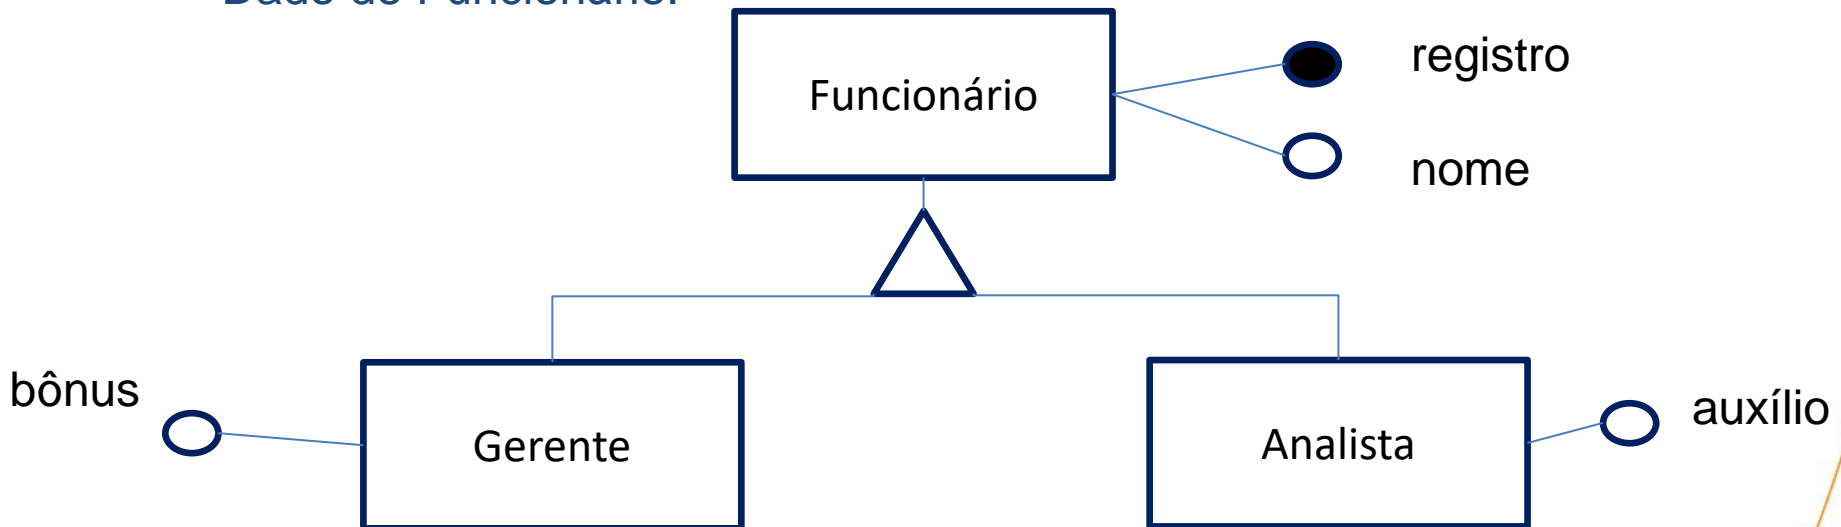 Funcionário
registro
nome
bônus
Gerente
Analista
auxílio